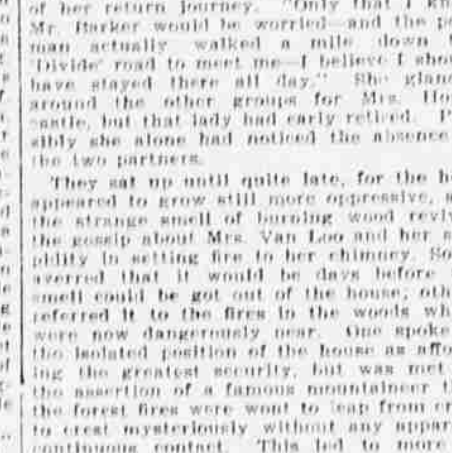 of her return journey. "Only that I kn
Mr. Barker would be worried—and the p
man actually walked a mile down
'Divide' road to meet me—I believe I shou
have stayed there all day." She glan
around the other groups for Mrs. Ho
castle, but that lady had early retired. P
sibly she alone had noticed the absence
the two partners.
They sat up until quite late, for the h
appeared to grow still more oppressive, a
the strange smell of burning wood reviv
the gossip about Mrs. Van Loo and her s
pidity in setting fire to her chimney. So
averred that it would be days before
smell could be got out of the house; oth
referred it to the fires in the woods wh
were now dangerously near. One spoke
the isolated position of the house as affo
ing the greatest security, but was met
the assertion of a famous mountaineer t
the forest fires were wont to leap from cr
to crest mysteriously without any appar
continuous contact. This led to more